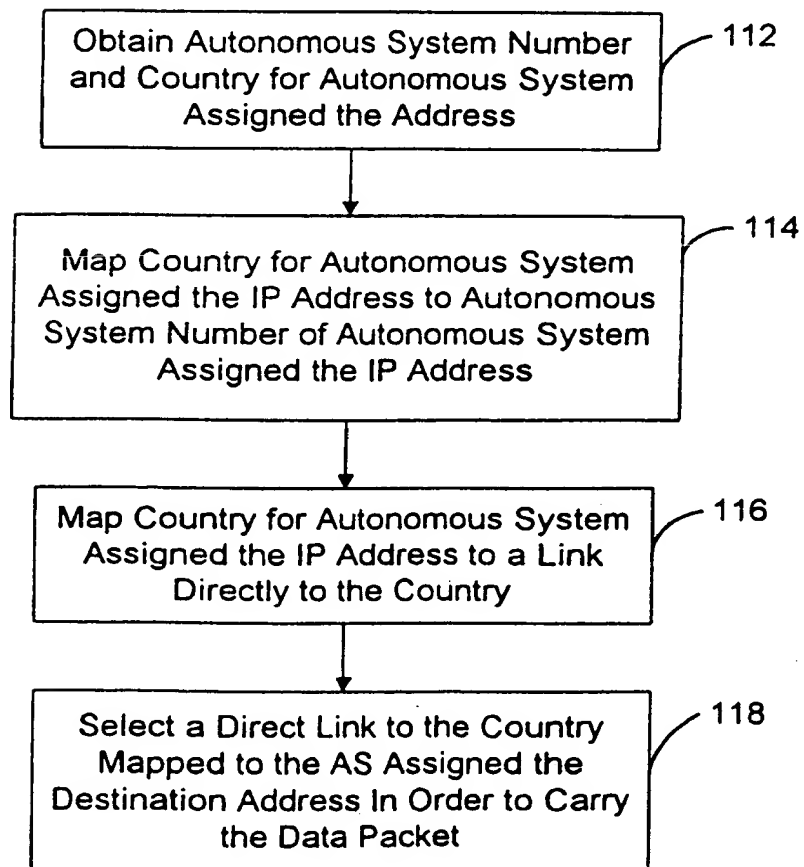 Obtain Autonomous System Number
and Country for Autonomous System
Assigned the Address
112
Map Country for Autonomous System
Assigned the IP Address to Autonomous
System Number of Autonomous System
Assigned the IP Address
114
Map Country for Autonomous System
Assigned the IP Address to a Link
Directly to the Country
116
Select a Direct Link to the Country
Mapped to the AS Assigned the
Destination Address In Order to Carry
the Data Packet
118